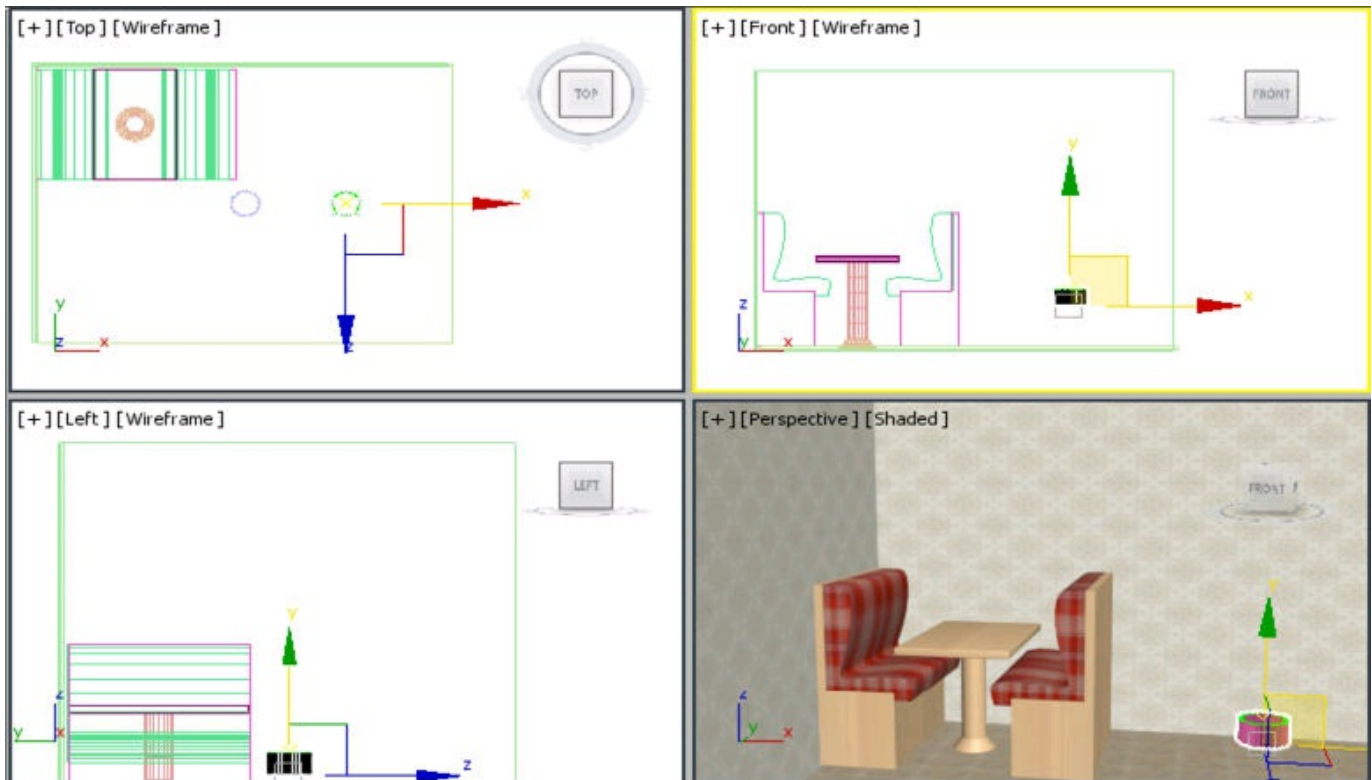 [+] [Top] [Wireframe]
TOP
x
z
y
z
x
[+] [Front] [Wireframe]
FRONT
y
x
z
y
x
[+] [Left] [Wireframe]
LEFT
y
z
z
y
x
[+] [Perspective] [Shaded]
FRONT
y
z
y
x